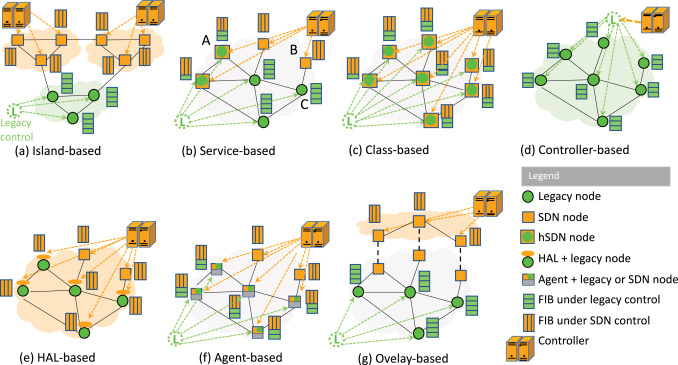 L
Legacy
control
(a) Island-based
A
B
C
L
(b) Service-based
L
(c) Class-based
L
(d) Controller-based
Legend
Legacy node
SDN node
hSDN node
HAL + legacy node
Agent + legacy or SDN node
FIB under legacy control
FIB under SDN control
Controller
(e) HAL-based
L
(f) Agent-based
L
(g) Ovelay-based